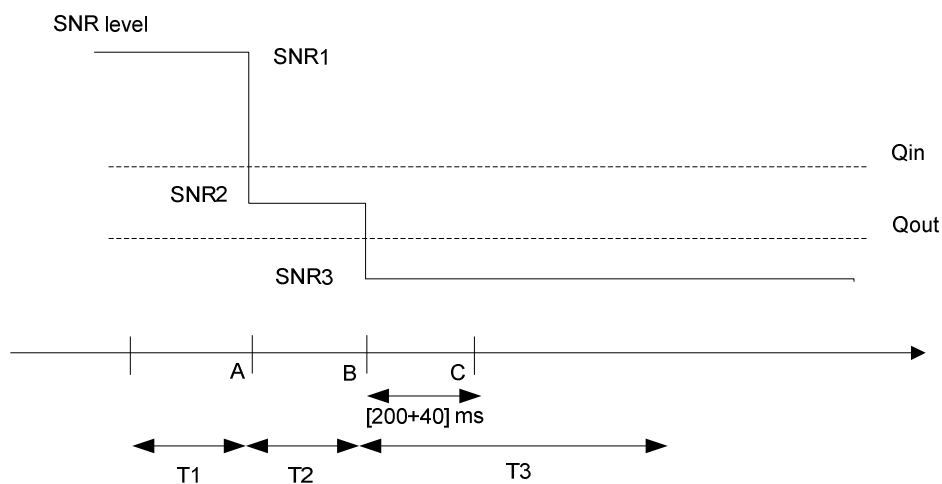 SNR level
SNR1
Qin
SNR2
Qout
SNR3
A
B
C
[200+40] ms
T1
T2
T3